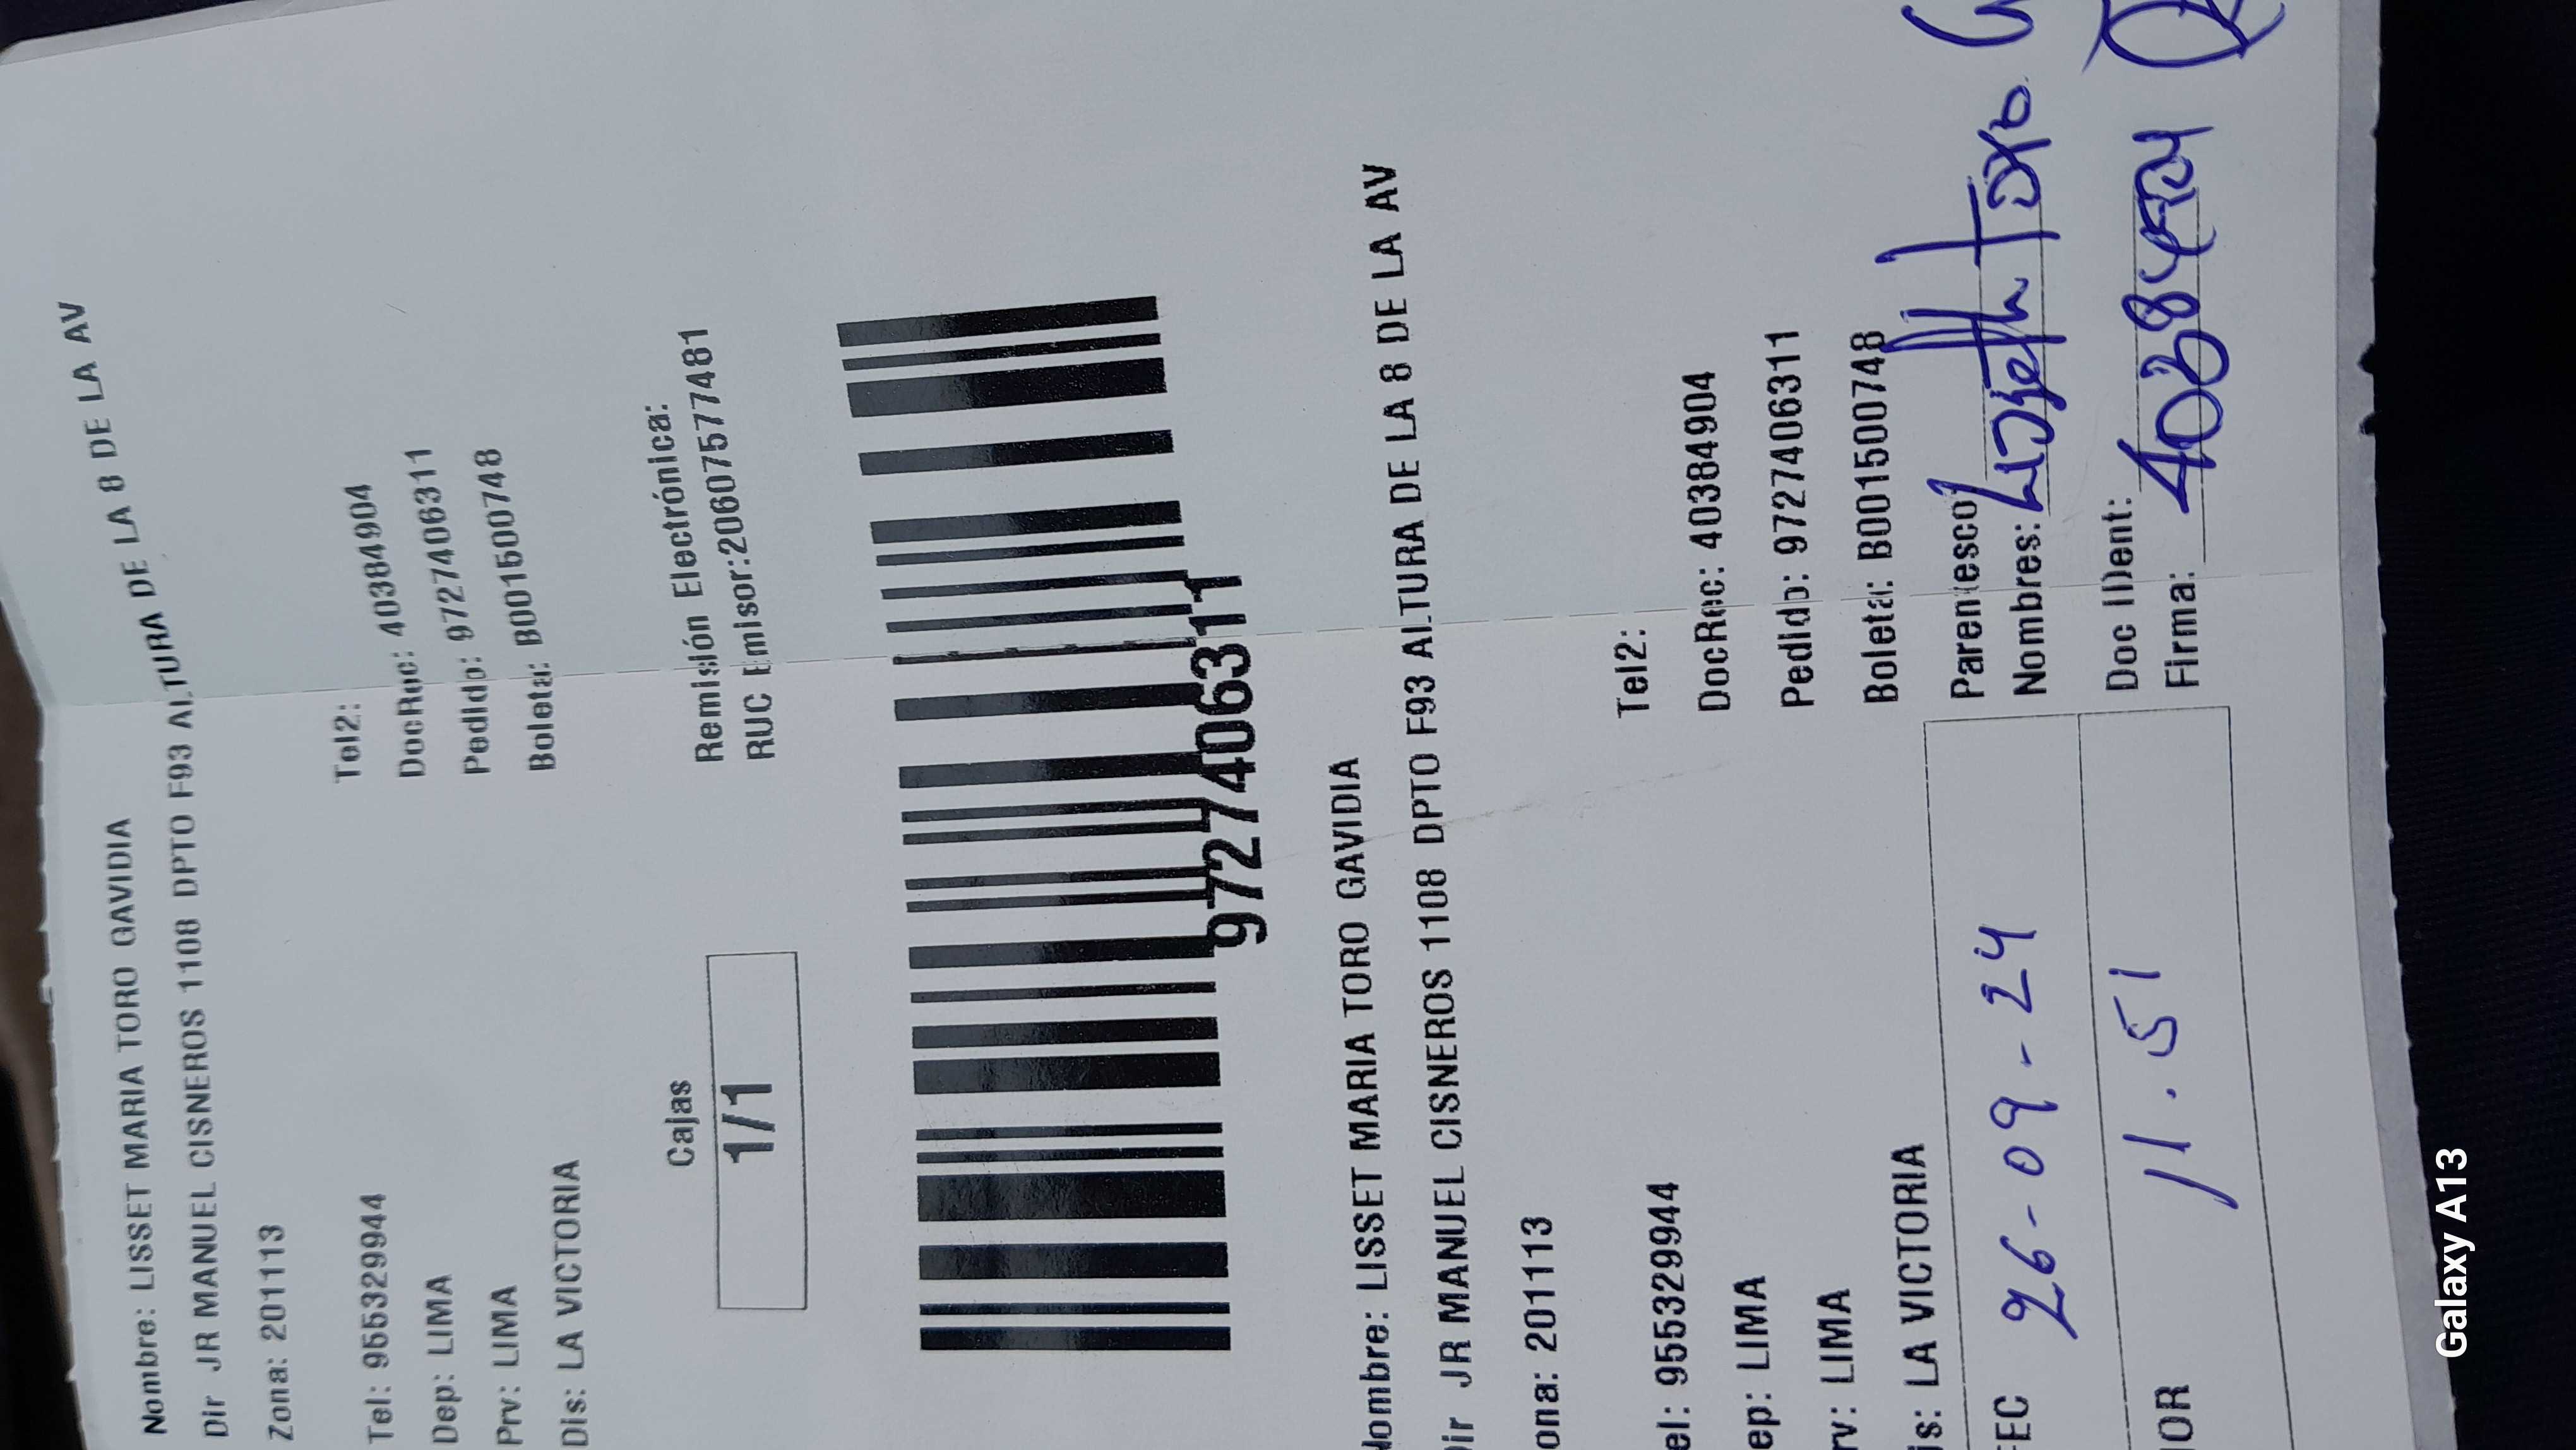 Nombre: LISSET MARIA TORO GAVIDIA
Dir JR MANUEL CISNEROS 1108 DPTO F93 ALTURA DE LA 8 DE LA AV
Zona: 201113
Tel2:
Tel: 955329944 DocRec: 40384904
Dep: LIMA Pedido: 9727406311
Prv: LIMA Boleta: B001500748
Dis: LA VICTORIA
Cajas Remisión Electrónica:
1/1 RUC Emisor:20607577481
9727406311
Nombre: LISSET MARIA TORO GAVIDIA
Dir JR MANUEL CISNEROS 1108 DPTO F93 ALTURA DE LA 8 DE LA AV
ona: 201113
Tel2:
el: 955329944 DocRec: 40384904
ep: LIMA Pedido: 9727406311
rv: LIMA Boleta: B001500748
is: LA VICTORIA
Parentesco
FEC 26-09-24 Nombres: Lissett Toro
Doc IDent: 40384904
HOR 11.51 Firma:
Galaxy A13